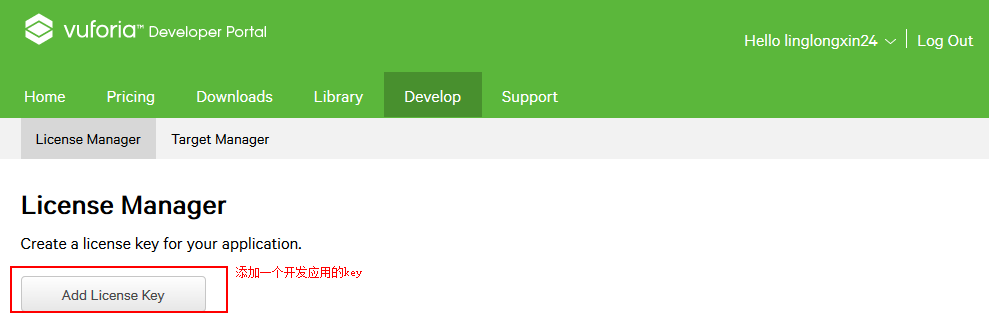 vuforia™ Developer Portal
Hello linglongxin24 Log Out
Home Pricing Downloads Library Develop Support
License Manager Target Manager
License Manager
Create a license key for your application.
添加一个开发应用的key
Add License Key